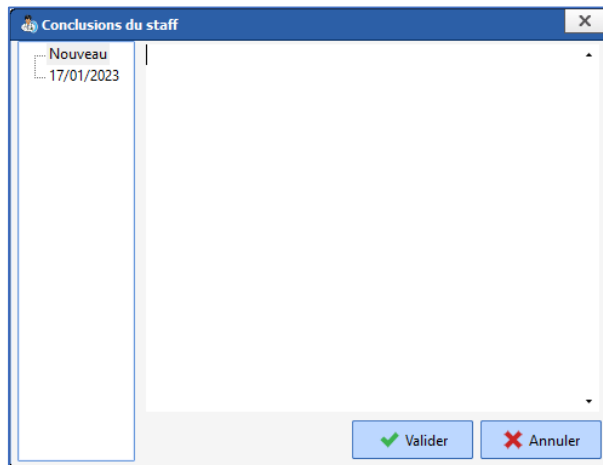 Conclusions du staff
Nouveau
17/01/2023
Valider
Annuler